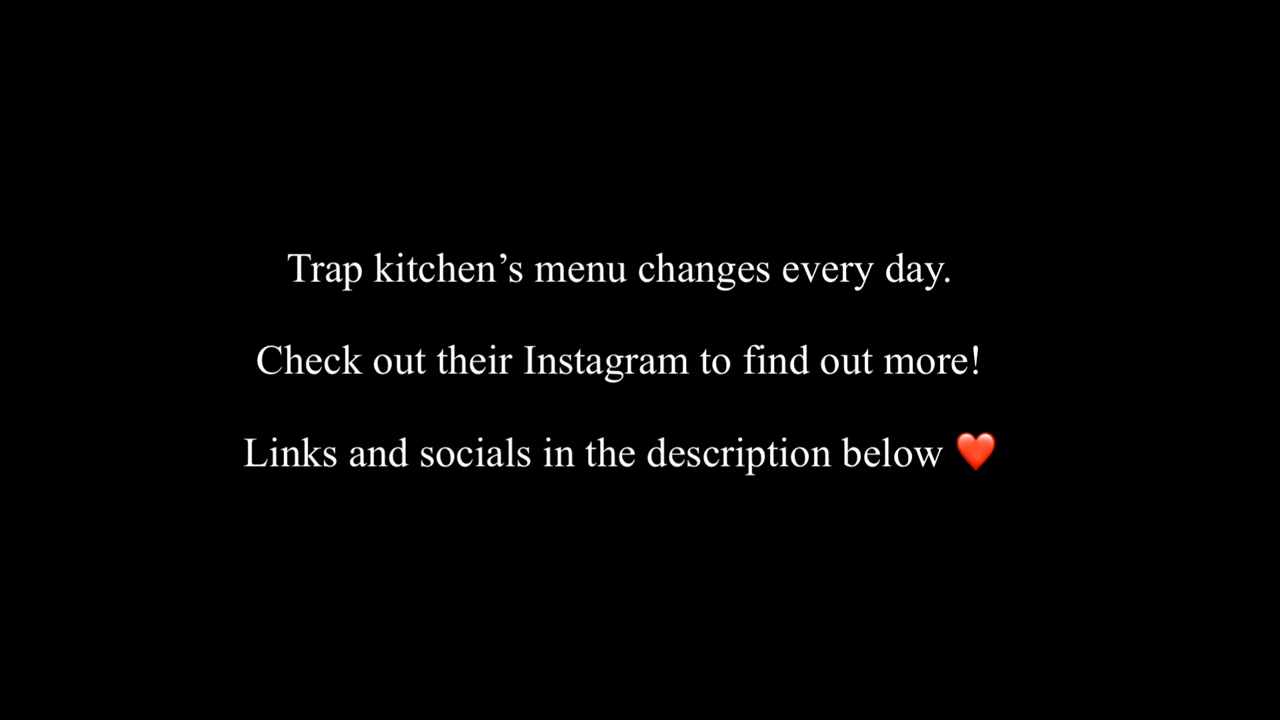 Trap kitchen’s menu changes every day.
Check out their Instagram to find out more!
Links and socials in the description below ❤️